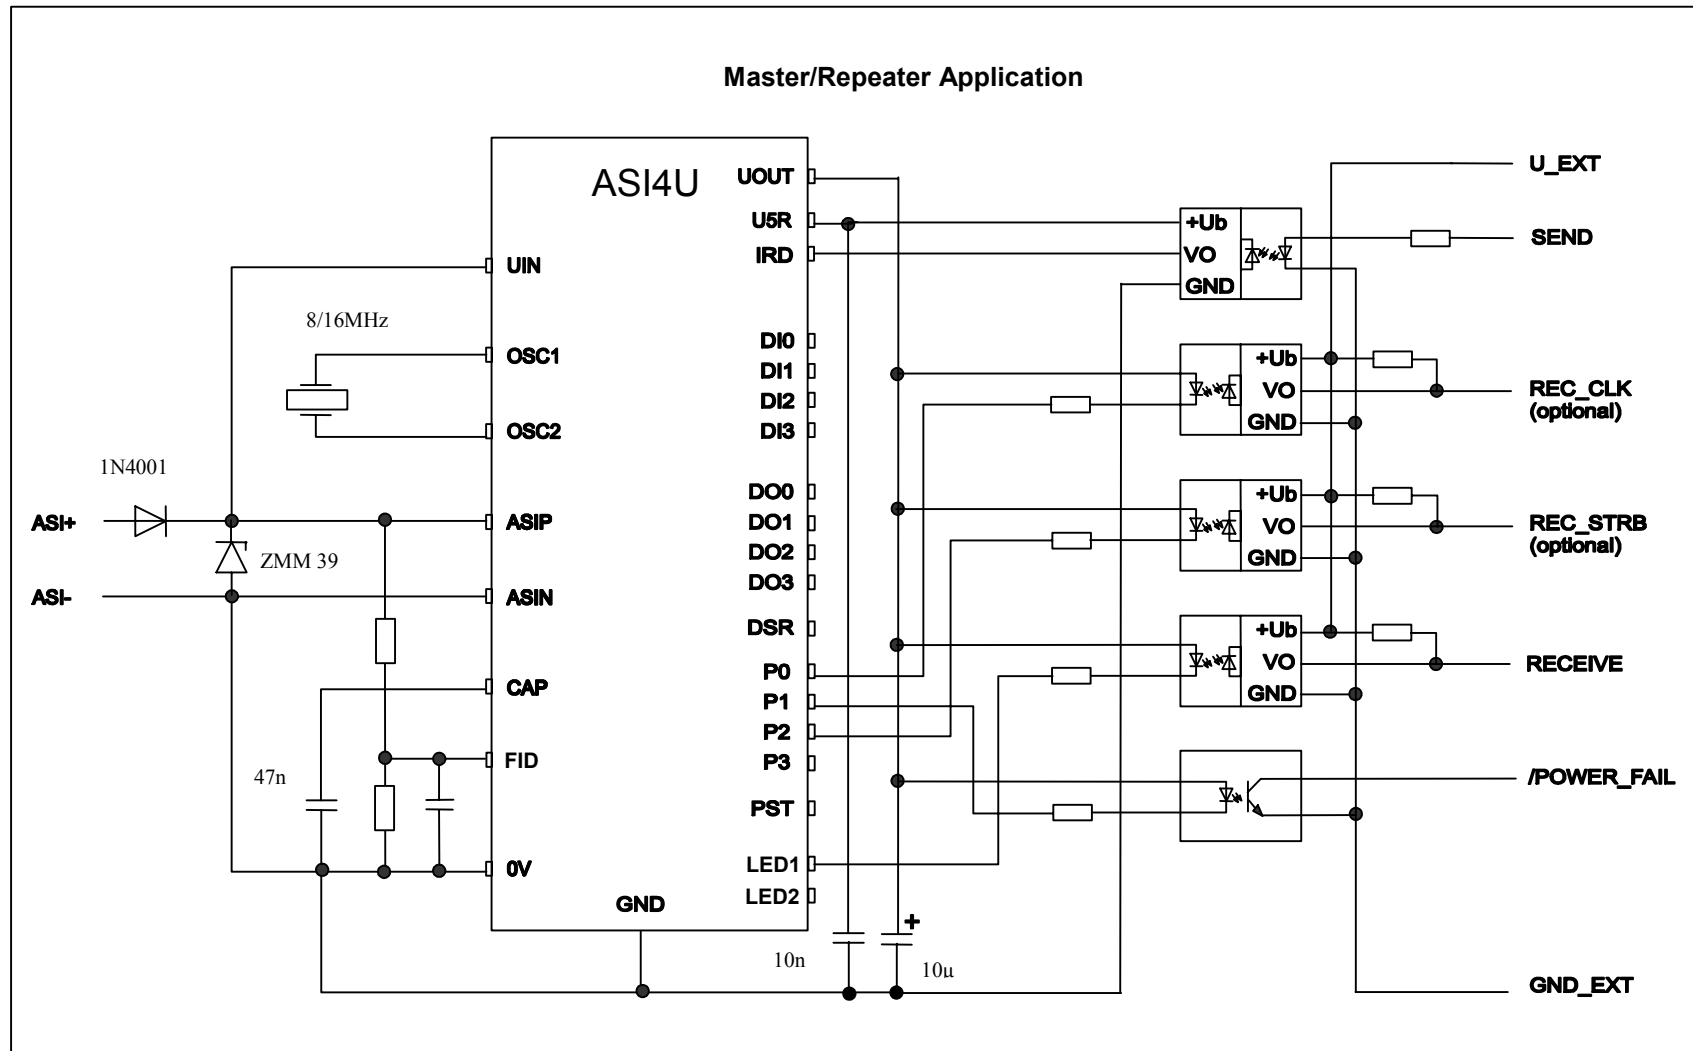 Master/Repeater Application
ASI4U
UOUT
U5R
IRD
UIN
OSC1
OSC2
ASIP
ASIN
CAP
FID
0V
GND
DI0
DI1
DI2
DI3
DO0
DO1
DO2
DO3
DSR
P0
P1
P2
P3
PST
LED1
LED2
8/16MHz
1N4001
ASI+
ZMM 39
ASI-
47n
10n
+
10µ
+Ub
VO
GND
+Ub
VO
GND
+Ub
VO
GND
+Ub
VO
GND
U_EXT
SEND
REC_CLK
(optional)
REC_STRB
(optional)
RECEIVE
/POWER_FAIL
GND_EXT